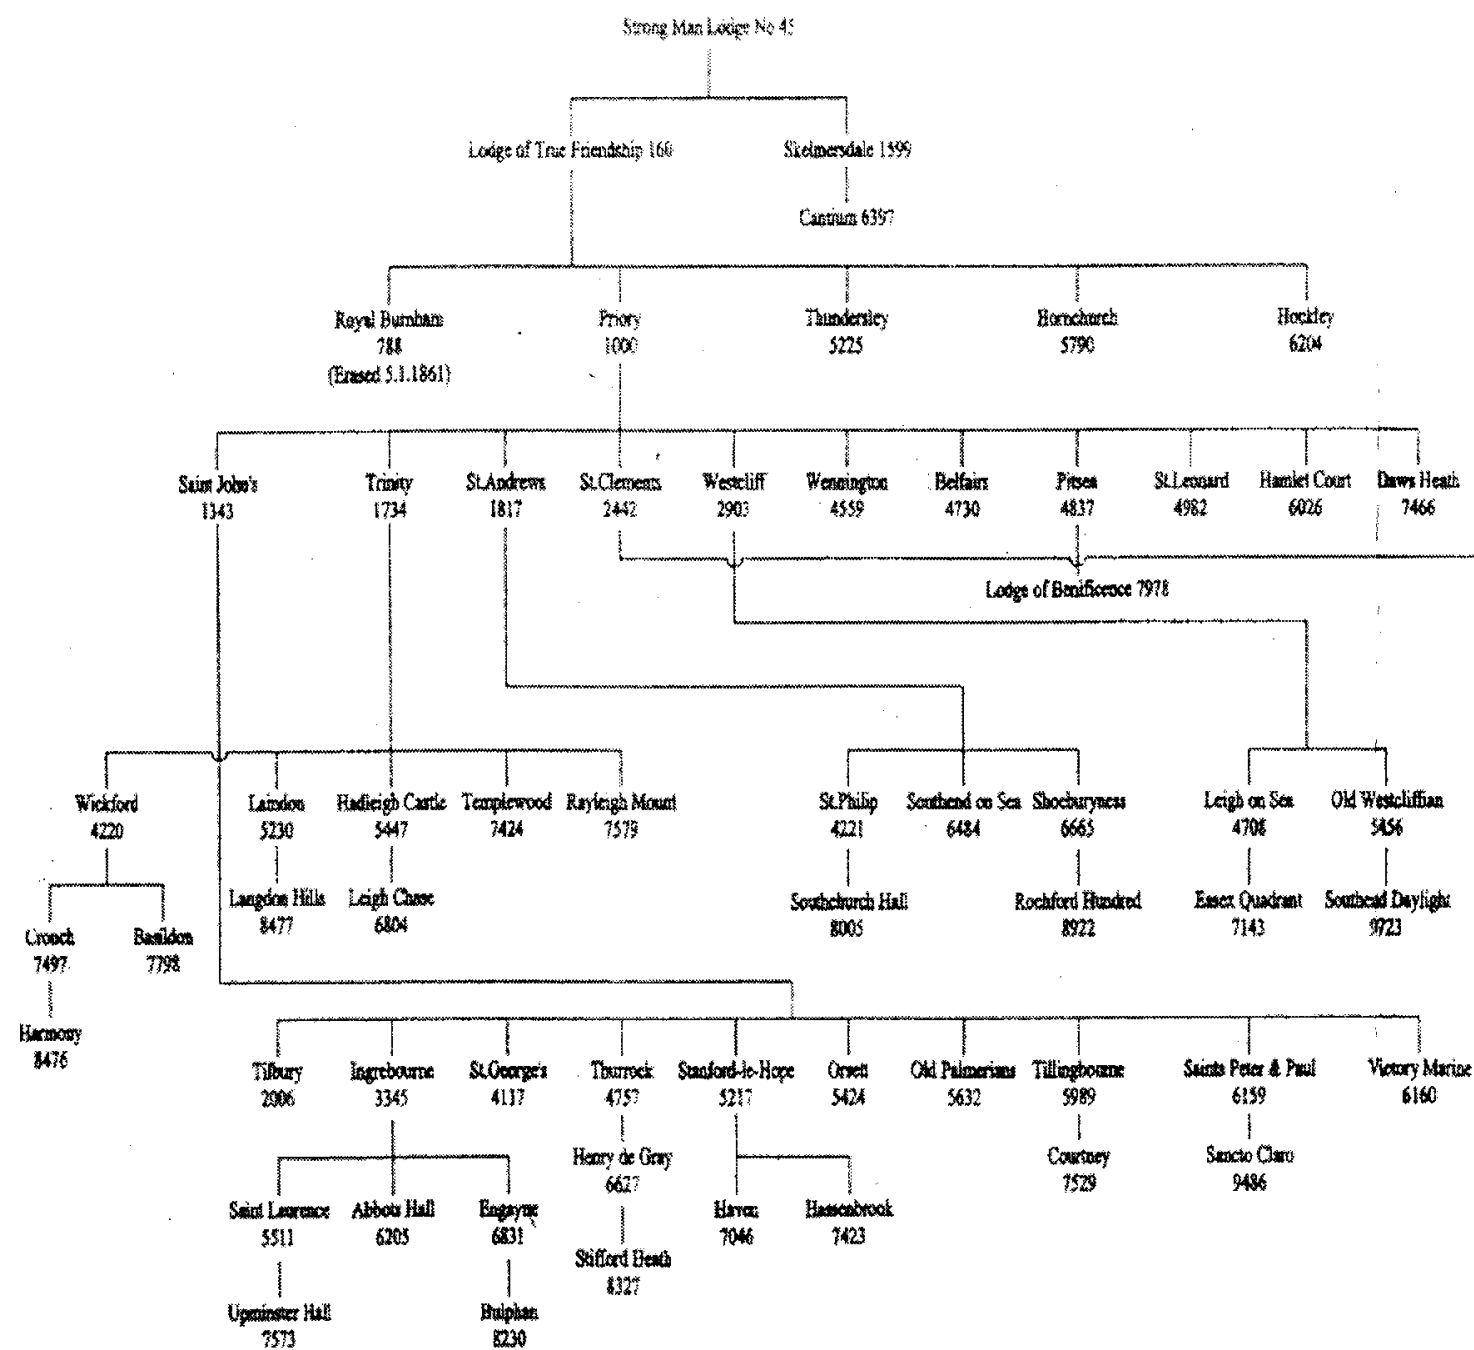 Strong Man Lodge No 45
Lodge of True Friendship 160
Skelmersdale 1599
Cantium 6397
Royal Burnham
788
(Erased 5.1.1861)
Priory
1000
Thundersley
5225
Hornchurch
5790
Hockley
6204
Saint John's
1343
Trinity
1734
St.Andrews
1817
St.Clements
2442
Westcliff
2903
Wennington
4559
Belfairs
4730
Pitsea
4837
St.Leonard
4982
Hamlet Court
6026
Daws Heath
7466
Lodge of Benificence 7978
Wickford
4220
Laindon
5230
Hadleigh Castle
5447
Templewood
7424
Rayleigh Mount
7579
St.Philip
4221
Southend on Sea
6484
Shoeburyness
6665
Leigh on Sea
4708
Old Westcliffian
5456
Crouch
7497
Basildon
7798
Langdon Hills
8477
Leigh Chase
6804
Southchurch Hall
8005
Rochford Hundred
8922
Essex Quadrant
7143
Southead Daylight
9723
Harmony
8476
Tilbury
2006
Ingrebourne
3345
St.George's
4117
Thurrock
4757
Stanford-le-Hope
5217
Orsett
5424
Old Palmerians
5632
Tillingbourne
5989
Saints Peter & Paul
6159
Victory Marine
6160
Henry de Gray
6627
Courtney
7529
Sancto Claro
9486
Saint Laurence
5511
Abbots Hall
6205
Engayne
6831
Haven
7046
Hassenbrook
7423
Stifford Heath
8327
Upminster Hall
7573
Bulphan
8230